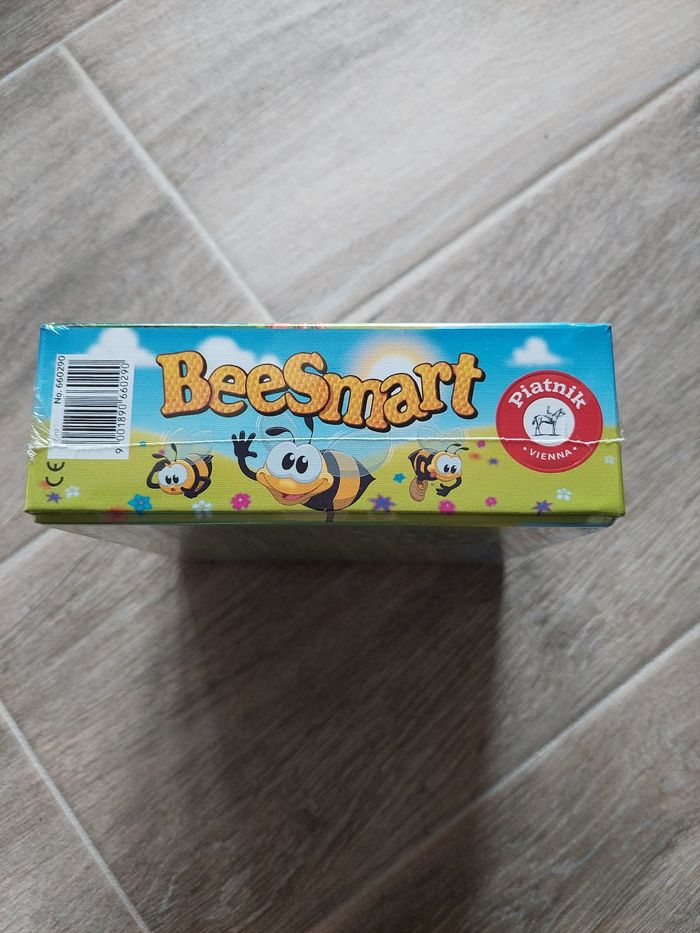 BeeSmart
Piatnik
• VIENNA •
No. 660290
9 001890 660290
CE